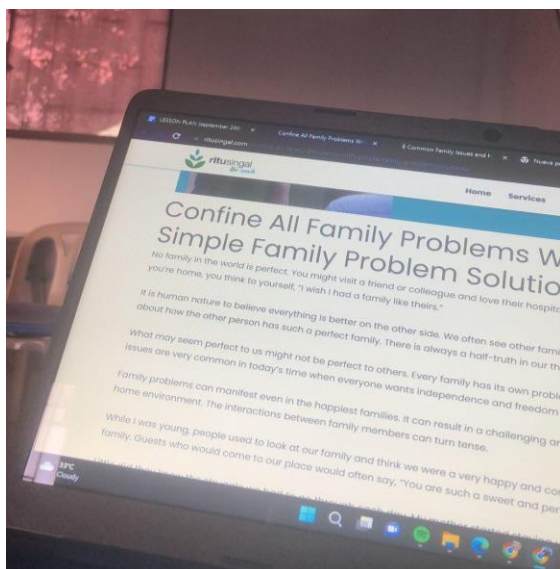 LESSON PLAN (september 2do
Confine All Family Problems W
6 Common Family Issues and H
Nueva pe
ritusingal.com
ritusingal
Home Services
Confine All Family Problems W
Simple Family Problem Solutio
No family in the world is perfect. You might visit a friend or colleague and love their hospit
you're home, you think to yourself, "I wish I had a family like theirs."
It is human nature to believe everything is better on the other side. We often see other famil
about how the other person has such a perfect family. There is always a half-truth in our th
What may seem perfect to us might not be perfect to others. Every family has its own proble
issues are very common in today's time when everyone wants independence and freedom
Family problems can manifest even in the happiest families. It can result in a challenging an
home environment. The interactions between family members can turn tense.
While I was young, people used to look at our family and think we were a very happy and con
family. Guests who would come to our place would often say, "You are such a sweet and per
33°C
Cloudy